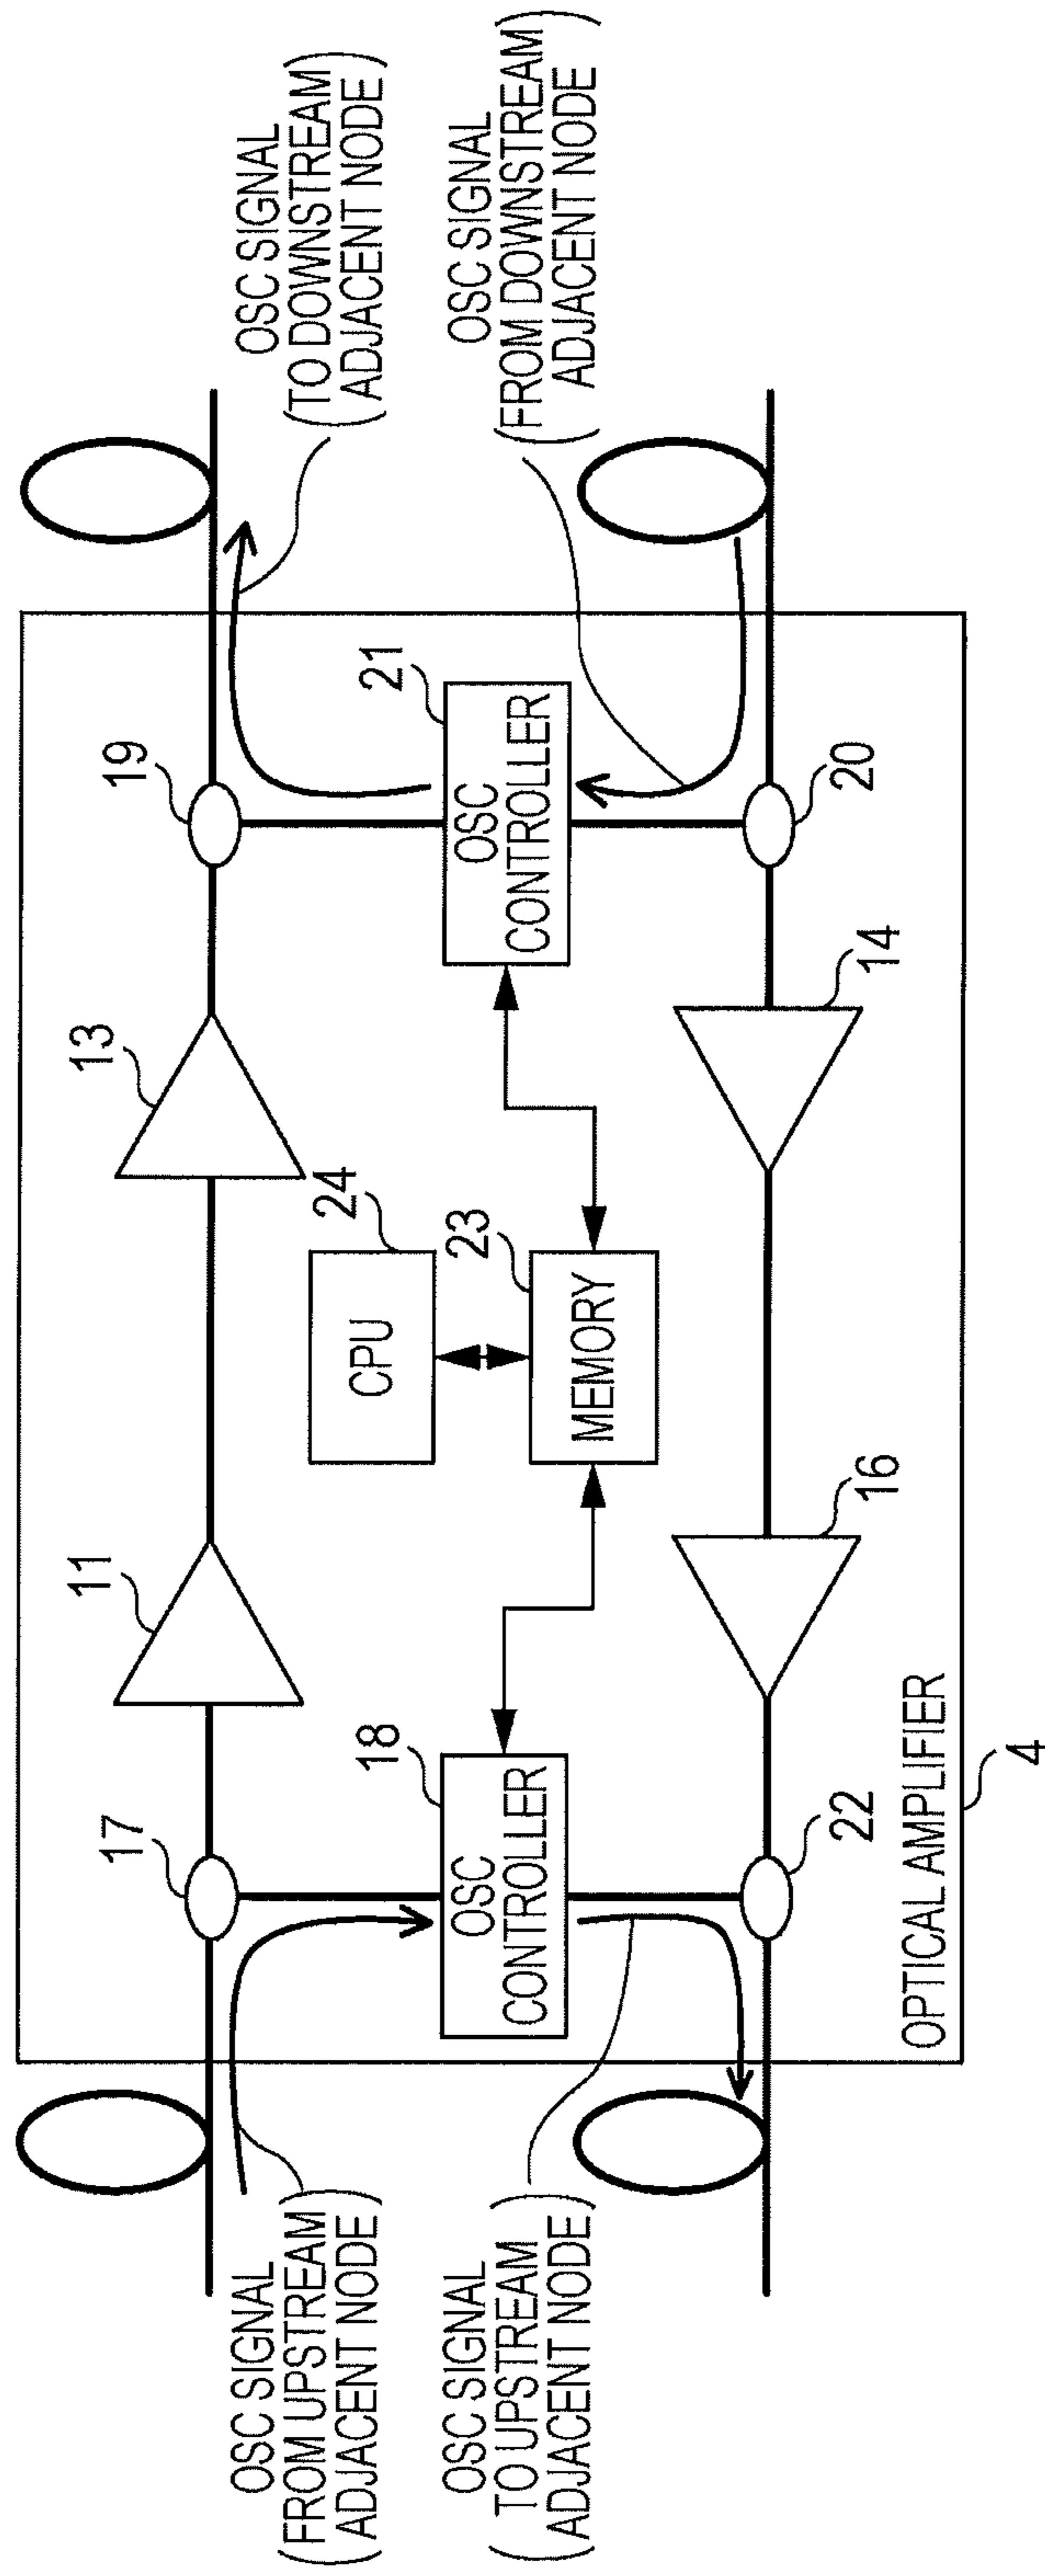 OSC SIGNAL
(FROM UPSTREAM
ADJACENT NODE)
OSC SIGNAL
(TO UPSTREAM
ADJACENT NODE)
17
11
13
19
18
OSC
CONTROLLER
24
CPU
23
MEMORY
21
OSC
CONTROLLER
22
16
14
20
OPTICAL AMPLIFIER
4
OSC SIGNAL
(TO DOWNSTREAM
ADJACENT NODE)
OSC SIGNAL
(FROM DOWNSTREAM
ADJACENT NODE)